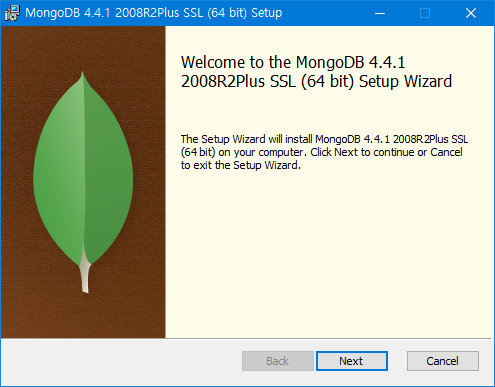 MongoDB 4.4.1 2008R2Plus SSL (64 bit) Setup
Welcome to the MongoDB 4.4.1
2008R2Plus SSL (64 bit) Setup Wizard
The Setup Wizard will install MongoDB 4.4.1 2008R2Plus SSL
(64 bit) on your computer. Click Next to continue or Cancel
to exit the Setup Wizard.
Back
Next
Cancel